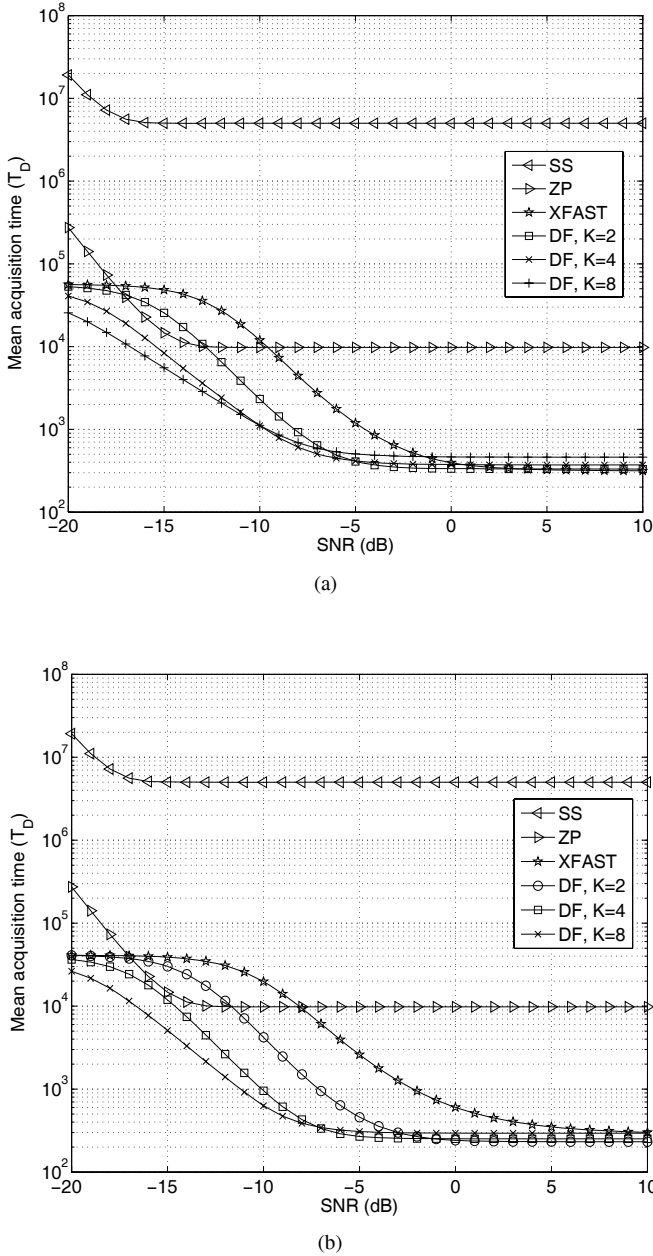 10^8
10^7
10^6
10^5
10^4
10^3
10^2
Mean acquisition time (T_D)
SS
ZP
XFAST
DF, K=2
DF, K=4
DF, K=8
−20 −15 −10 −5 0 5 10
SNR (dB)
(a)
10^8
10^7
10^6
10^5
10^4
10^3
10^2
Mean acquisition time (T_D)
SS
ZP
XFAST
DF, K=2
DF, K=4
DF, K=8
−20 −15 −10 −5 0 5 10
SNR (dB)
(b)